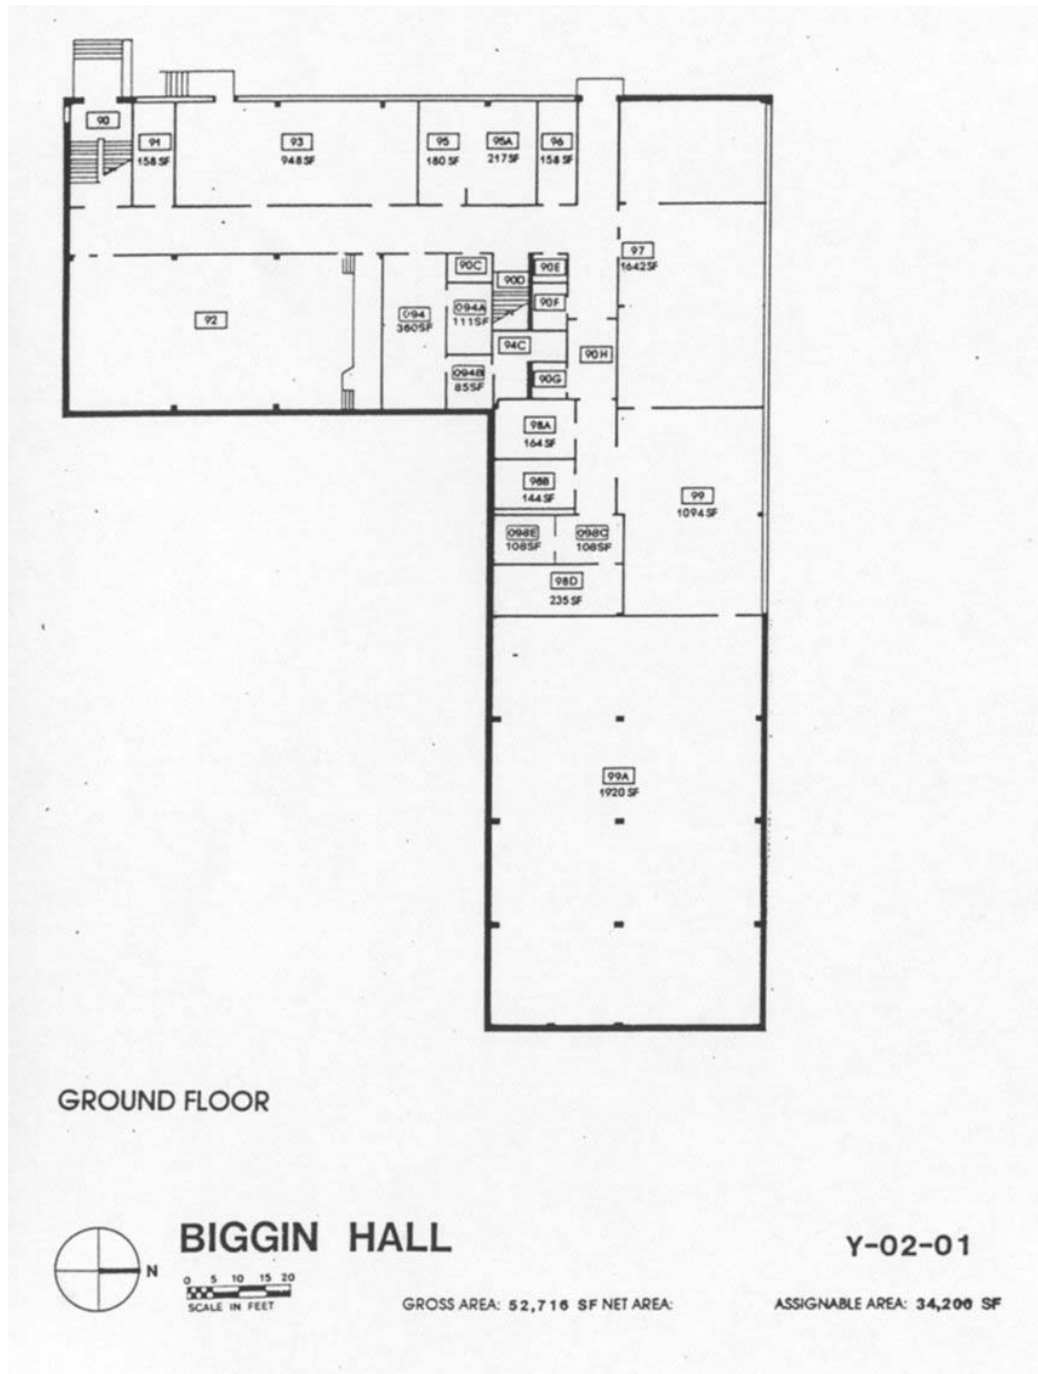 90
91
158 SF
93
948 SF
95
180 SF
95A
217 SF
96
158 SF
97
1642 SF
90C
90D
90E
90F
92
094
360 SF
094A
111 SF
94C
90H
094B
85 SF
90G
98A
164 SF
98B
144 SF
99
1094 SF
098E
108 SF
098C
108 SF
98D
235 SF
99A
1920 SF
GROUND FLOOR
N
BIGGIN HALL
Y-02-01
0 5 10 15 20
SCALE IN FEET
GROSS AREA: 52,716 SF NET AREA:
ASSIGNABLE AREA: 34,206 SF